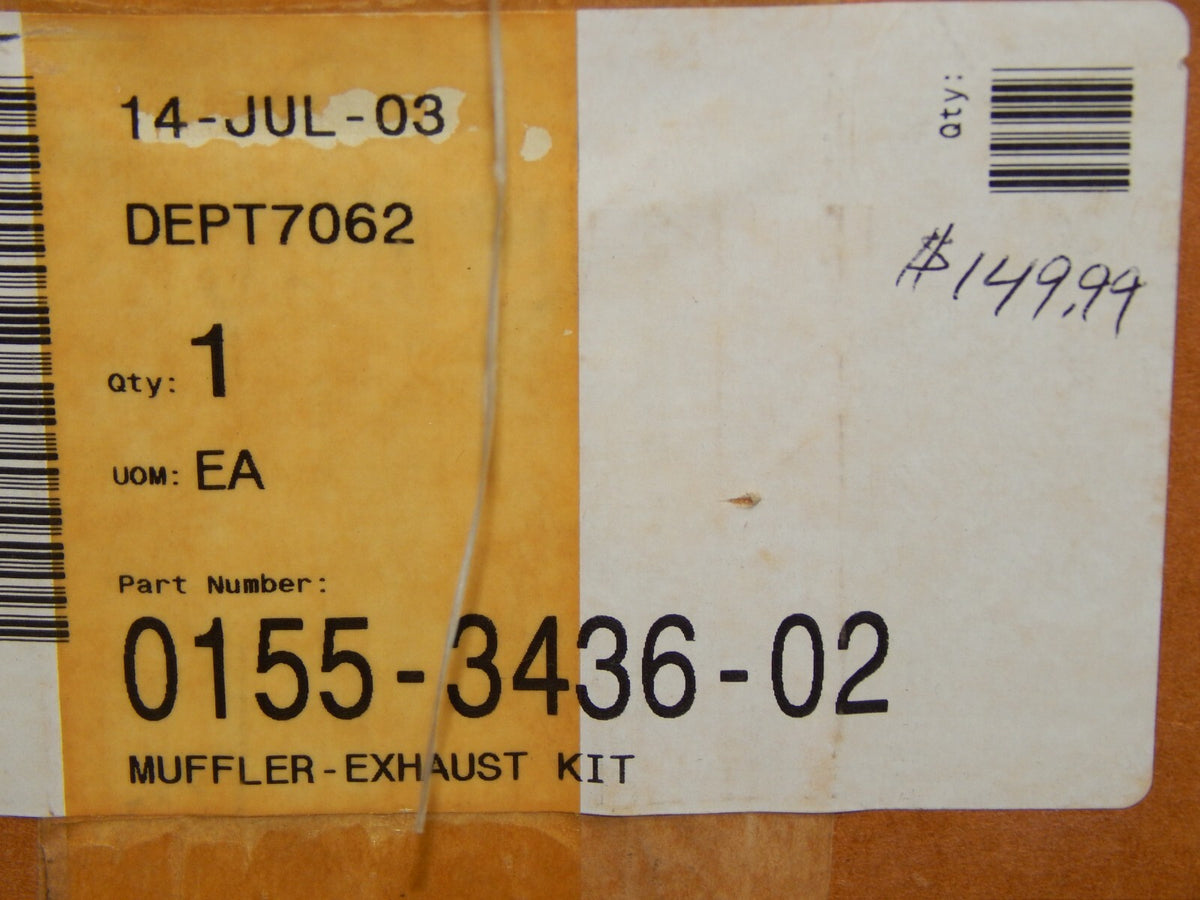 14-JUL-03
DEPT7062
Qty: 1
UOM: EA
Part Number:
0155-3436-02
MUFFLER-EXHAUST KIT
Qty:
$149.99